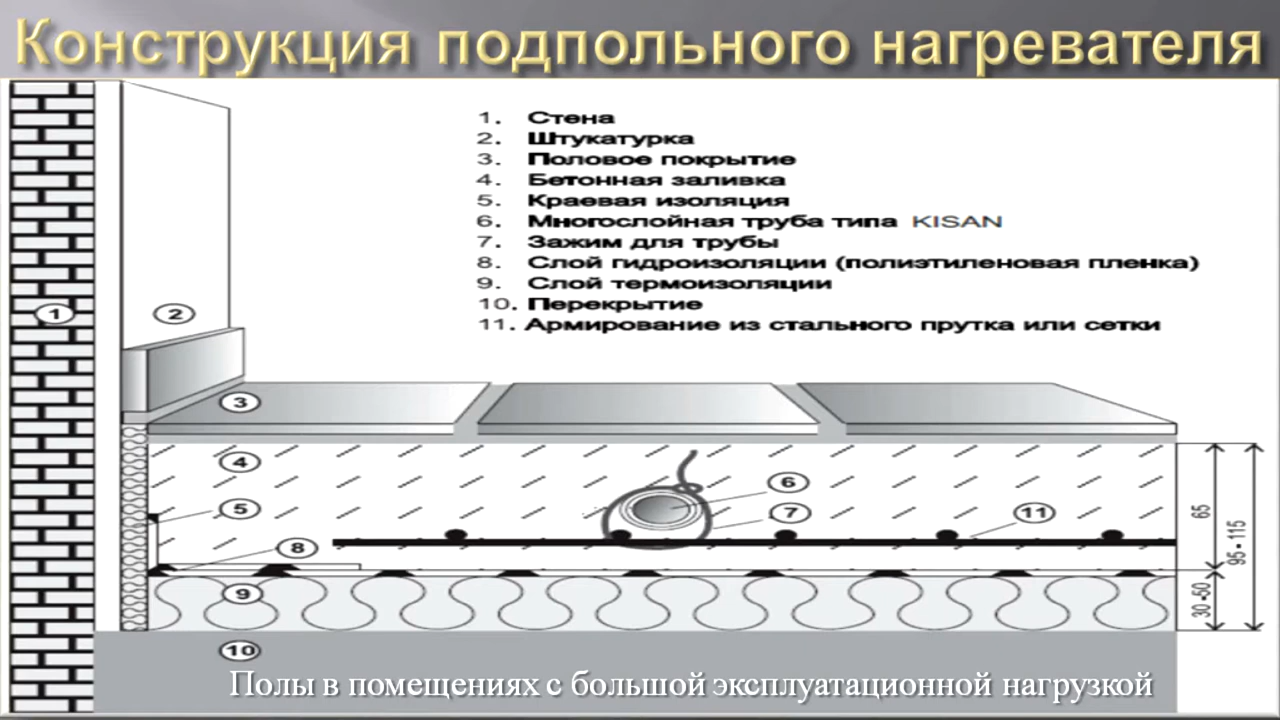 Конструкция подпольного нагревателя
1. Стена
2. Штукатурка
3. Половое покрытие
4. Бетонная заливка
5. Краевая изоляция
6. Многослойная труба типа KISAN
7. Зажим для трубы
8. Слой гидроизоляции (полиэтиленовая пленка)
9. Слой термоизоляции
10. Перекрытие
11. Армирование из стального прутка или сетки
1
2
3
4
5
6
7
8
9
10
11
65
30-50
95-115
Полы в помещениях с большой эксплуатационной нагрузкой